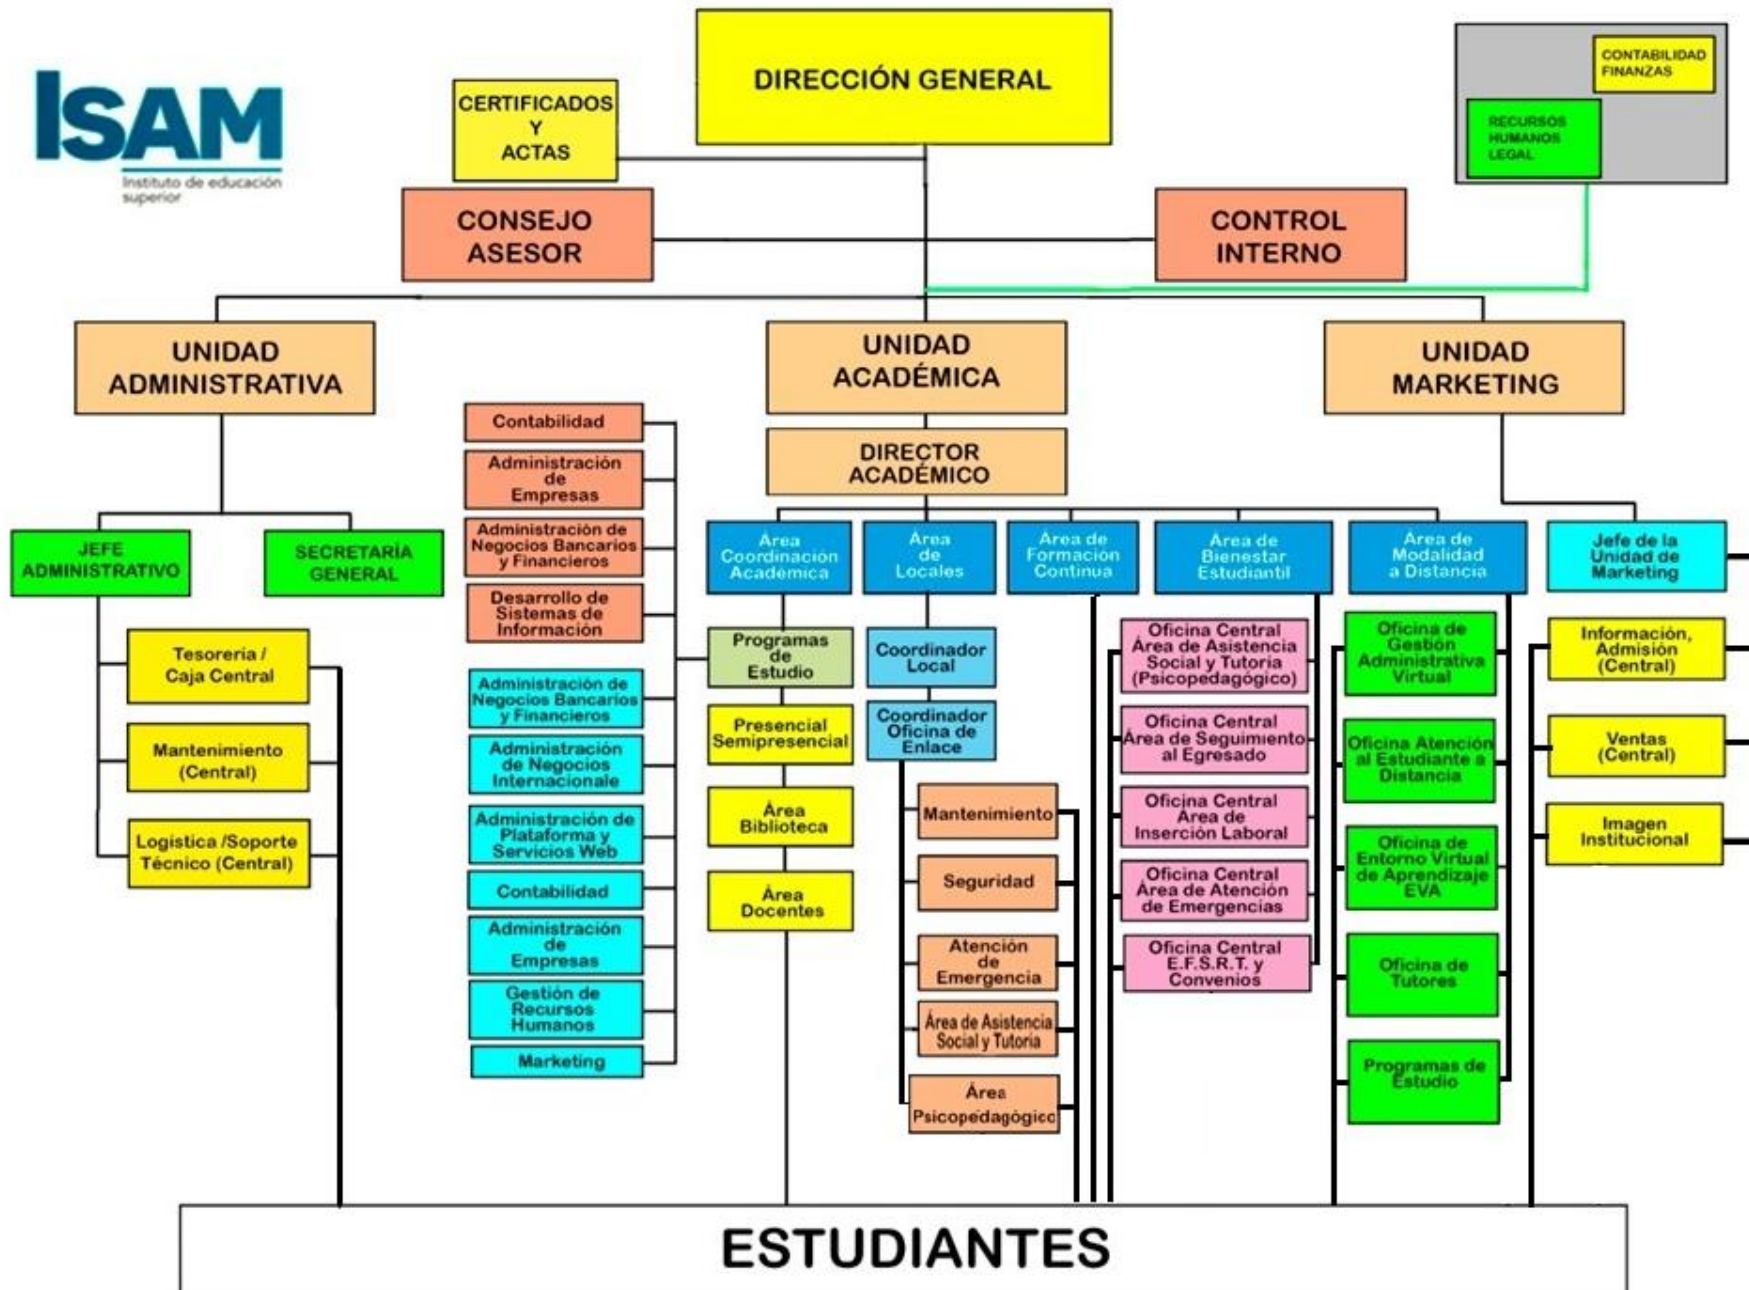 ISAM
Instituto de educación
superior
CERTIFICADOS
Y
ACTAS
DIRECCIÓN GENERAL
CONTABILIDAD
FINANZAS
RECURSOS
HUMANOS
LEGAL
CONSEJO
ASESOR
CONTROL
INTERNO
UNIDAD
ADMINISTRATIVA
UNIDAD
ACADÉMICA
UNIDAD
MARKETING
DIRECTOR
ACADÉMICO
JEFE
ADMINISTRATIVO
SECRETARÍA
GENERAL
Tesorería /
Caja Central
Mantenimiento
(Central)
Logística /Soporte
Técnico (Central)
Contabilidad
Administración
de
Empresas
Administración de
Negocios Bancarios
y Financieros
Desarrollo de
Sistemas de
Información
Administración de
Negocios Bancarios
y Financieros
Administración
de Negocios
Internacionale
Administración de
Plataforma y
Servicios Web
Contabilidad
Administración
de
Empresas
Gestión de
Recursos
Humanos
Marketing
Área
Coordinación
Académica
Programas
de
Estudio
Presencial
Semipresencial
Área
Biblioteca
Área
Docentes
Área
de
Locales
Coordinador
Local
Coordinador
Oficina de
Enlace
Mantenimiento
Seguridad
Atención
de
Emergencia
Área de Asistencia
Social y Tutoría
Área
Psicopedagógico
Área de
Formación
Continua
Área de
Bienestar
Estudiantil
Oficina Central
Área de Asistencia
Social y Tutoria
(Psicopedagógico)
Oficina Central
Área de Seguimiento
al Egresado
Oficina Central
Área de
Inserción Laboral
Oficina Central
Área de Atención
de Emergencias
Oficina Central
E.F.S.R.T. y
Convenios
Área de
Modalidad
a Distancia
Oficina de
Gestión
Administrativa
Virtual
Oficina Atención
al Estudiante a
Distancia
Oficina de
Entorno Virtual
de Aprendizaje
EVA
Oficina de
Tutores
Programas de
Estudio
Jefe de la
Unidad de
Marketing
Información,
Admisión
(Central)
Ventas
(Central)
Imagen
Institucional
ESTUDIANTES